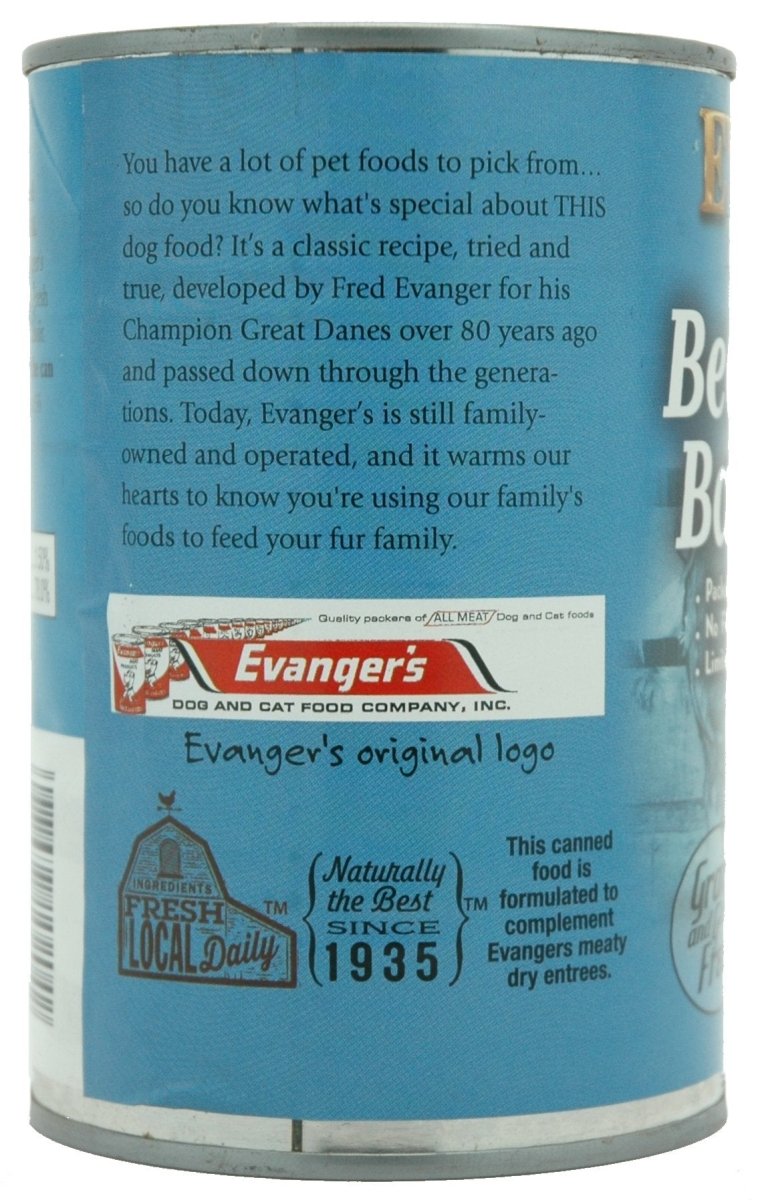 You have a lot of pet foods to pick from...
so do you know what's special about THIS
dog food? It's a classic recipe, tried and
true, developed by Fred Evanger for his
Champion Great Danes over 80 years ago
and passed down through the genera-
tions. Today, Evanger's is still family-
owned and operated, and it warms our
hearts to know you're using our family's
foods to feed your fur family.
Quality packers of ALL MEAT Dog and Cat foods
Evanger's
DOG AND CAT FOOD COMPANY, INC.
Evanger's original logo
INGREDIENTS
FRESH
LOCAL Daily
TM
Naturally
the Best
SINCE
1935
TM
This canned
food is
formulated to
complement
Evangers meaty
dry entrees.